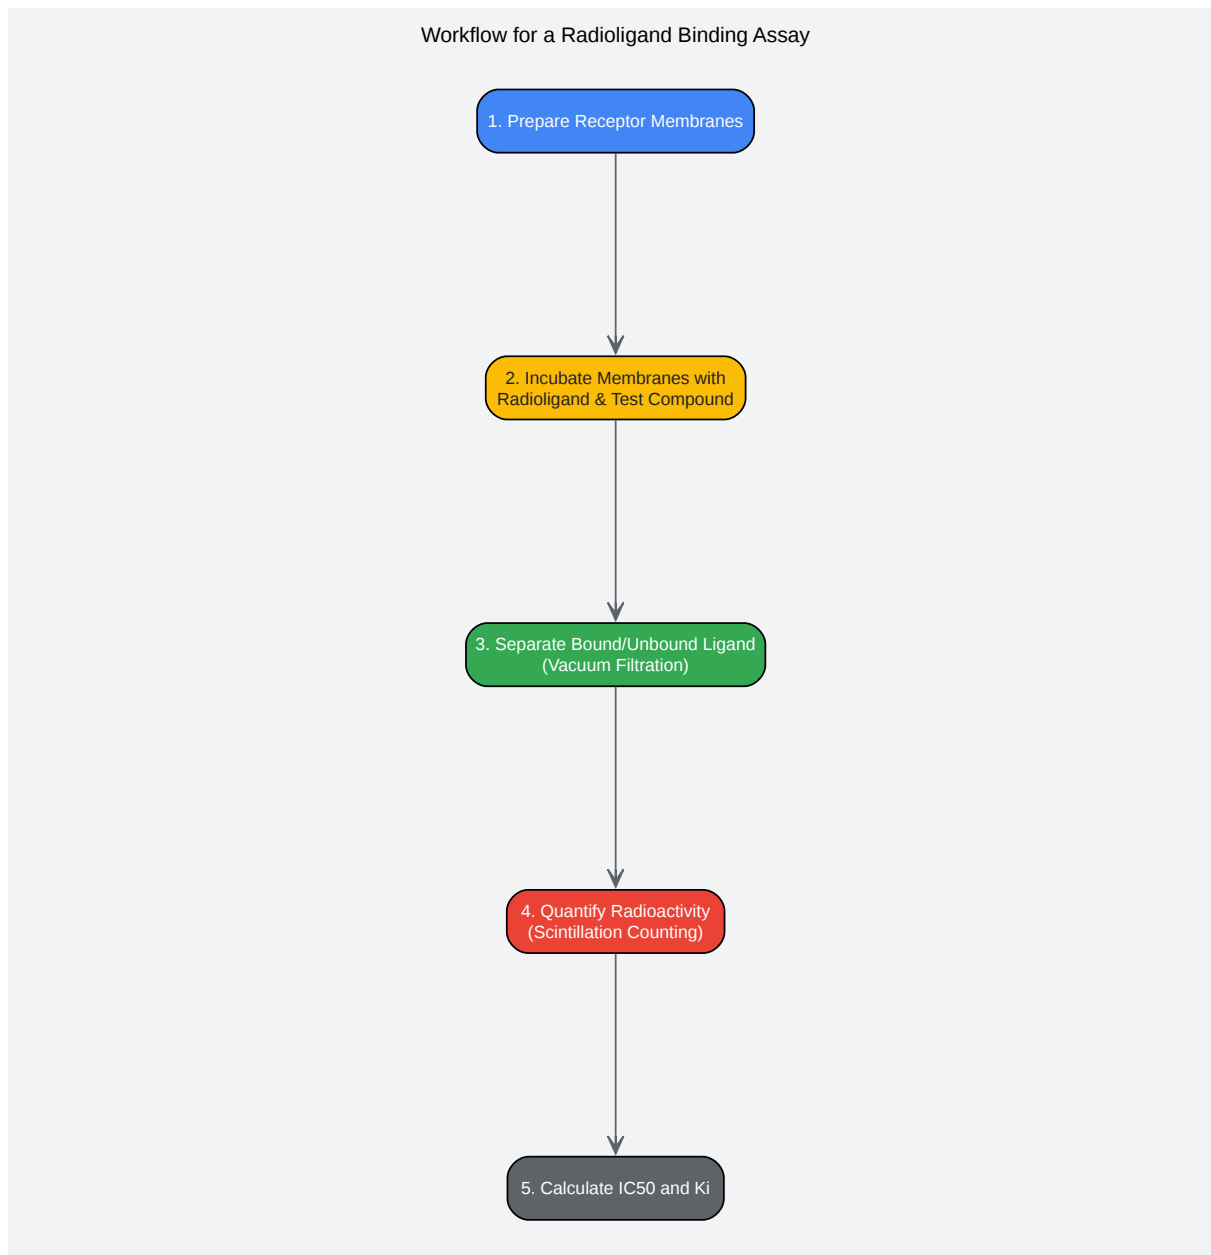 Workflow for a Radioligand Binding Assay
1. Prepare Receptor Membranes
2. Incubate Membranes with
Radioligand & Test Compound
3. Separate Bound/Unbound Ligand
(Vacuum Filtration)
4. Quantify Radioactivity
(Scintillation Counting)
5. Calculate IC50 and Ki